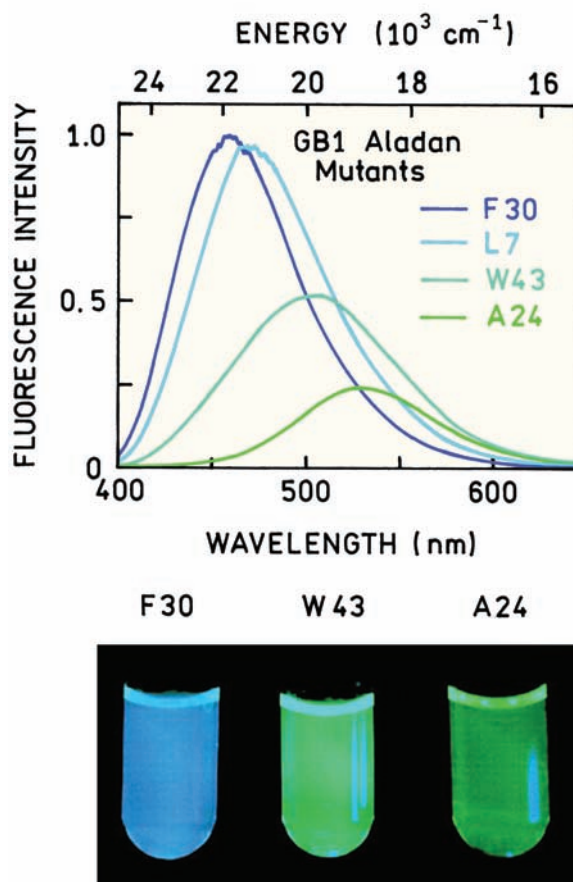 ENERGY (10³ cm⁻¹)
24 22 20 18 16
FLUORESCENCE INTENSITY
1.0
0.5
0
GB1 Aladan
Mutants
F30
L7
W43
A24
400 500 600
WAVELENGTH (nm)
F30 W43 A24